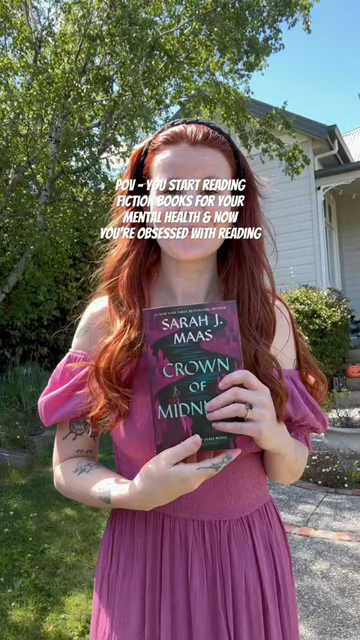 POV - YOU START READING
FICTION BOOKS FOR YOUR
MENTAL HEALTH & NOW
YOU'RE OBSESSED WITH READING
SARAH J.
MAAS
CROWN
OF